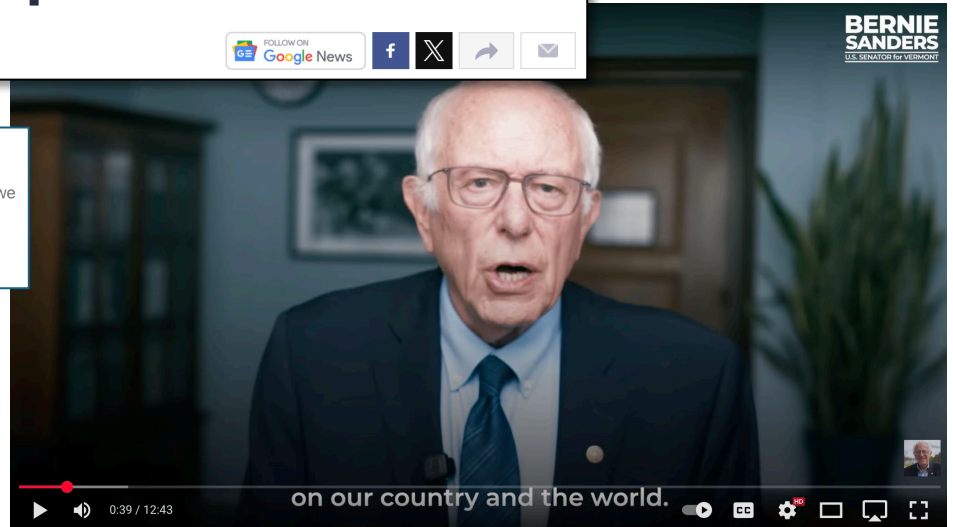 FOLLOW ON
Google News
BERNIE
SANDERS
U.S. SENATOR for VERMONT
on our country and the world.
0:39 / 12:43
CC
HD